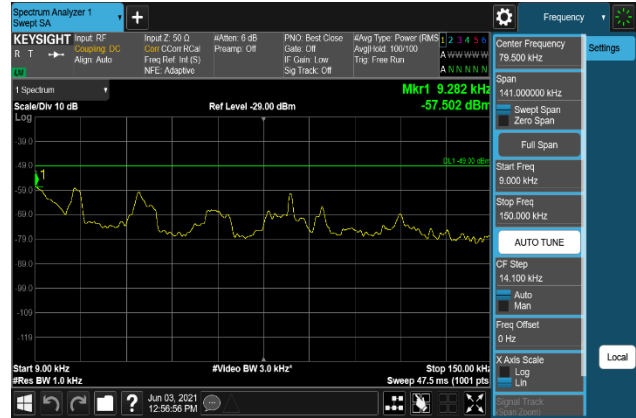 Spectrum Analyzer 1
Swept SA
Frequency
KEYSIGHT
Input: RF
Input Z: 50 Ω
#Atten: 6 dB
PNO: Best Close
#Avg Type: Power (RMS
1 2 3 4 5 6
R T
Coupling: DC
Corr CCorr RCal
Preamp: Off
Gate: Off
Avg|Hold: 100/100
A WW WW W
Align: Auto
Freq Ref: Int (S)
IF Gain: Low
Trig: Free Run
NFE: Adaptive
Sig Track: Off
A N N N N N
1 Spectrum
Mkr1 9.282 kHz
Scale/Div 10 dB
Ref Level -29.00 dBm
-57.502 dBm
Log
-39.0
-49.0
DL1 -49.00 dBm
1
-59.0
-69.0
-79.0
-89.0
-99.0
-109
-119
Start 9.00 kHz
#Video BW 3.0 kHz*
Stop 150.00 kHz
#Res BW 1.0 kHz
Sweep 47.5 ms (1001 pts
Jun 03, 2021
12:56:56 PM
?
Center Frequency
79.500 kHz
Settings
Span
141.000000 kHz
Swept Span
Zero Span
Full Span
Start Freq
9.000 kHz
Stop Freq
150.000 kHz
AUTO TUNE
CF Step
14.100 kHz
Auto
Man
Freq Offset
0 Hz
X Axis Scale
Log
Lin
Local
Signal Track
(Span Zoom)